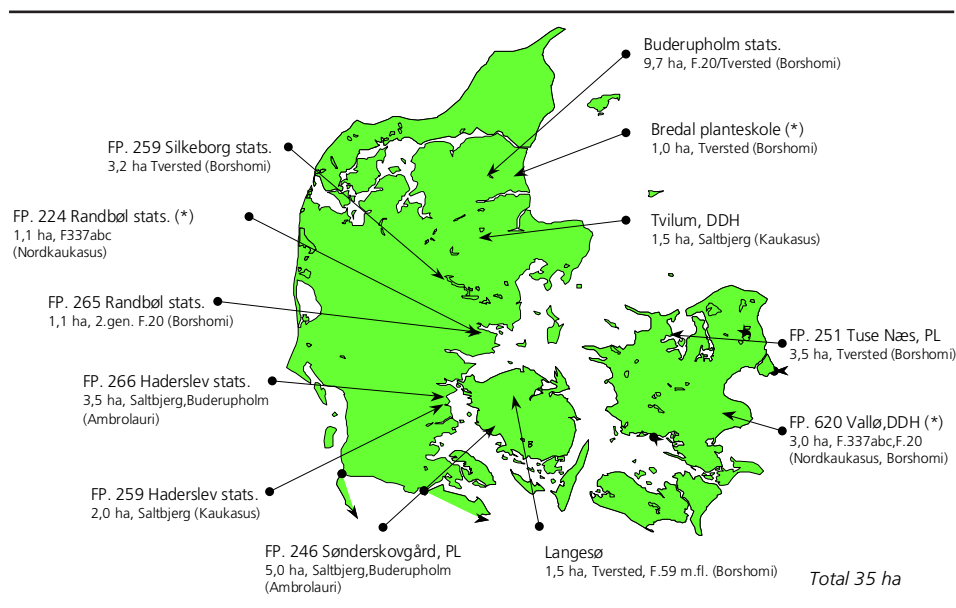 Buderupholm stats.
9,7 ha, F.20/Tversted (Borshomi)
Bredal planteskole (*)
1,0 ha, Tversted (Borshomi)
FP. 259 Silkeborg stats.
3,2 ha Tversted (Borshomi)
FP. 224 Randbøl stats. (*)
1,1 ha, F337abc
(Nordkaukasus)
Tvilum, DDH
1,5 ha, Saltbjerg (Kaukasus)
FP. 265 Randbøl stats.
1,1 ha, 2.gen. F.20 (Borshomi)
FP. 251 Tuse Næs, PL
3,5 ha, Tversted (Borshomi)
FP. 266 Haderslev stats.
3,5 ha, Saltbjerg,Buderupholm
(Ambrolauri)
FP. 620 Vallø,DDH (*)
3,0 ha, F.337abc,F.20
(Nordkaukasus, Borshomi)
FP. 259 Haderslev stats.
2,0 ha, Saltbjerg (Kaukasus)
FP. 246 Sønderskovgård, PL
5,0 ha, Saltbjerg,Buderupholm
(Ambrolauri)
Langesø
1,5 ha, Tversted, F.59 m.fl. (Borshomi)
Total 35 ha